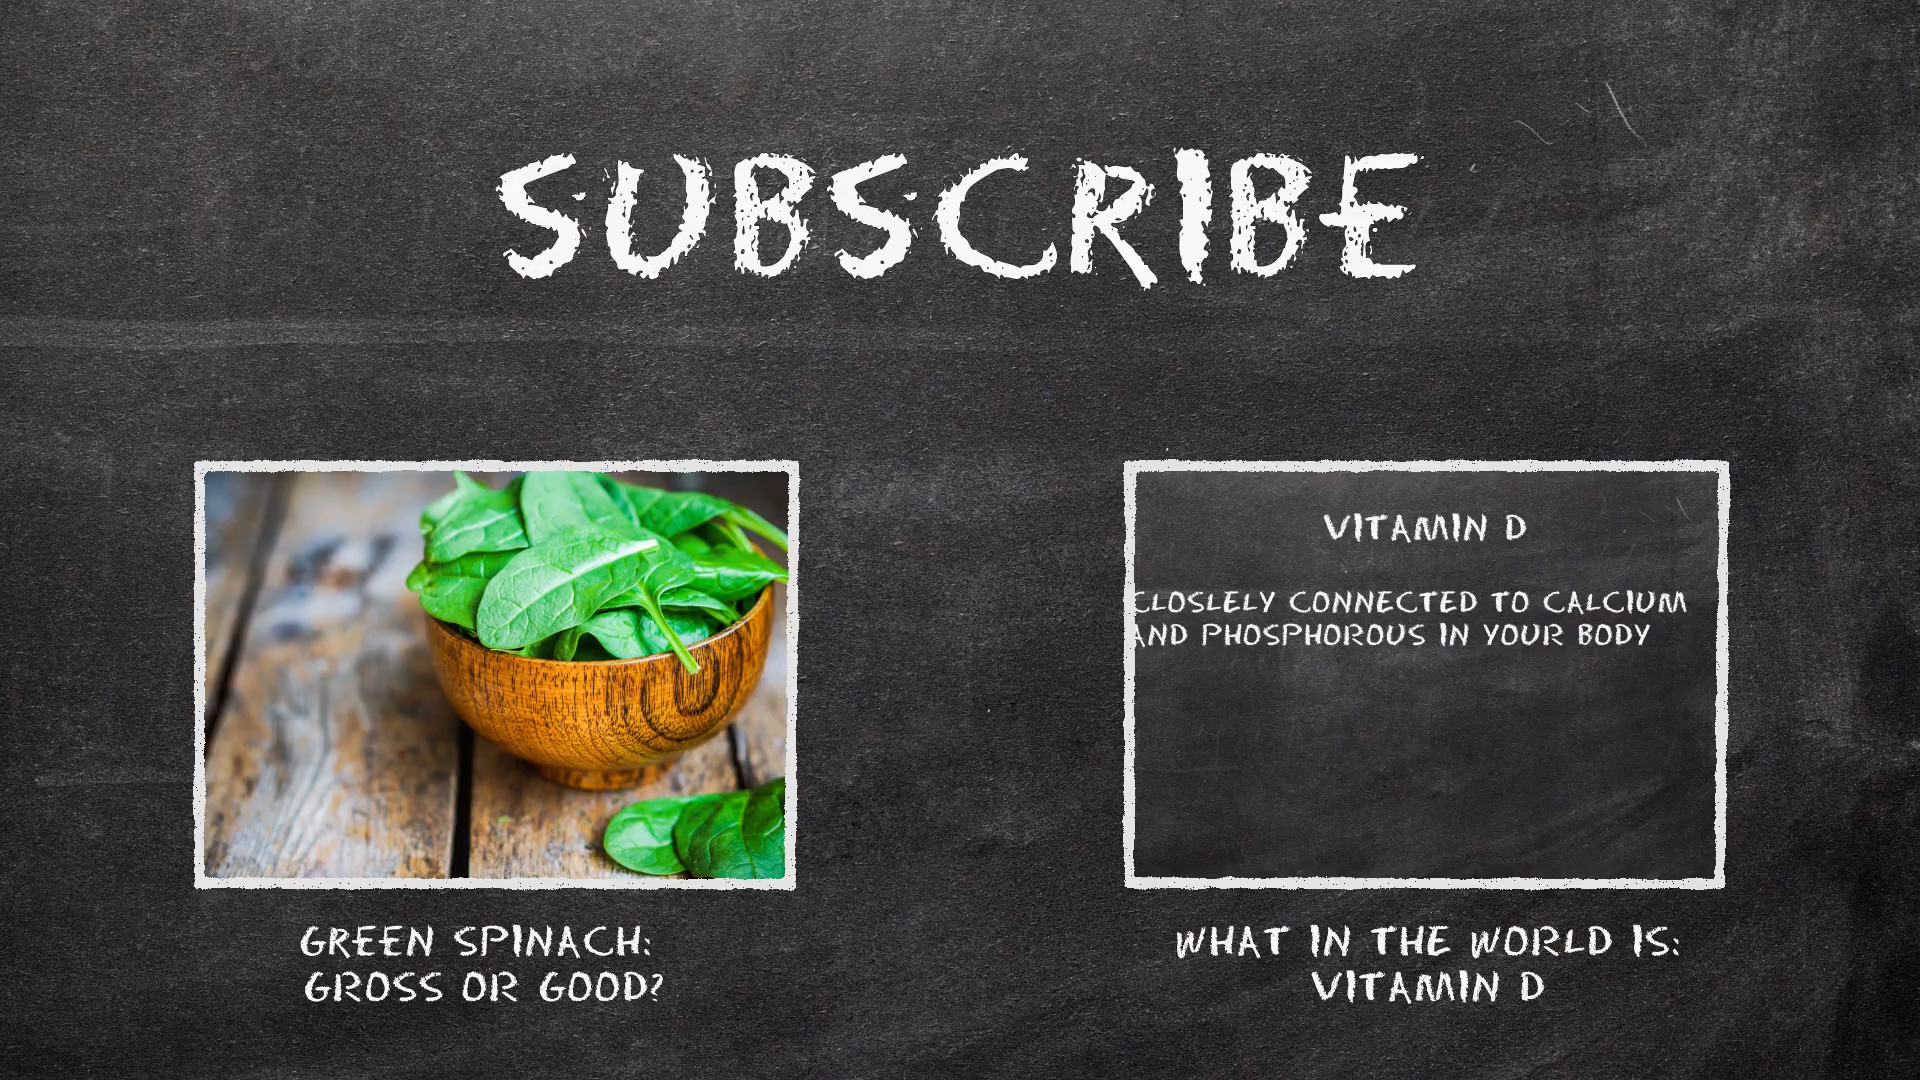 SUBSCRIBE
VITAMIN D
CLOSLELY CONNECTED TO CALCIUM
AND PHOSPHOROUS IN YOUR BODY
GREEN SPINACH:
GROSS OR GOOD?
WHAT IN THE WORLD IS:
VITAMIN D